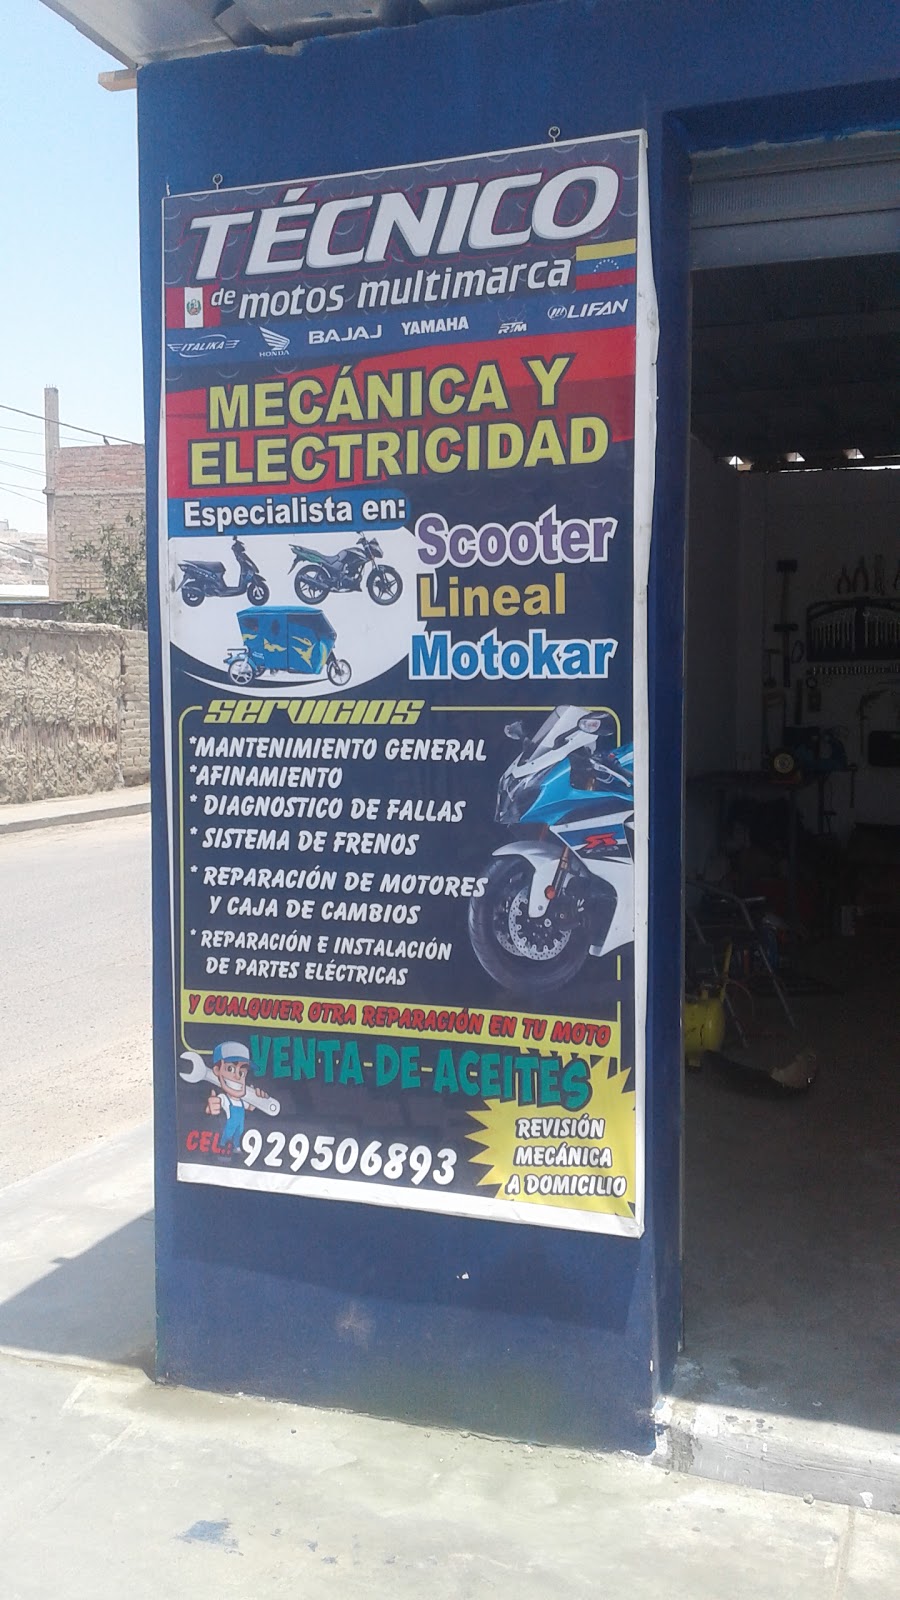 TÉCNICO
de motos multimarca
ITALIKA HONDA BAJAJ YAMAHA RTM LIFAN
MECÁNICA Y
ELECTRICIDAD
Especialista en:
Scooter
Lineal
Motokar
SERVICIOS
*MANTENIMIENTO GENERAL
*AFINAMIENTO
* DIAGNOSTICO DE FALLAS
* SISTEMA DE FRENOS
* REPARACIÓN DE MOTORES
Y CAJA DE CAMBIOS
* REPARACIÓN E INSTALACIÓN
DE PARTES ELÉCTRICAS
Y CUALQUIER OTRA REPARACIÓN EN TU MOTO
VENTA-DE-ACEITES
CEL.: 929506893
REVISIÓN
MECÁNICA
A DOMICILIO